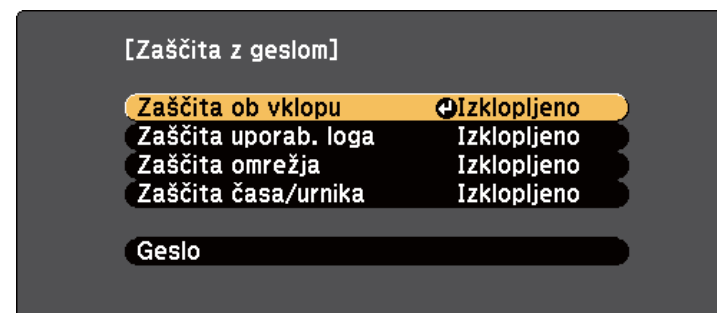 [Zaščita z geslom]
Zaščita ob vklopu Izklopljeno
Zaščita uporab. loga Izklopljeno
Zaščita omrežja Izklopljeno
Zaščita časa/urnika Izklopljeno
Geslo